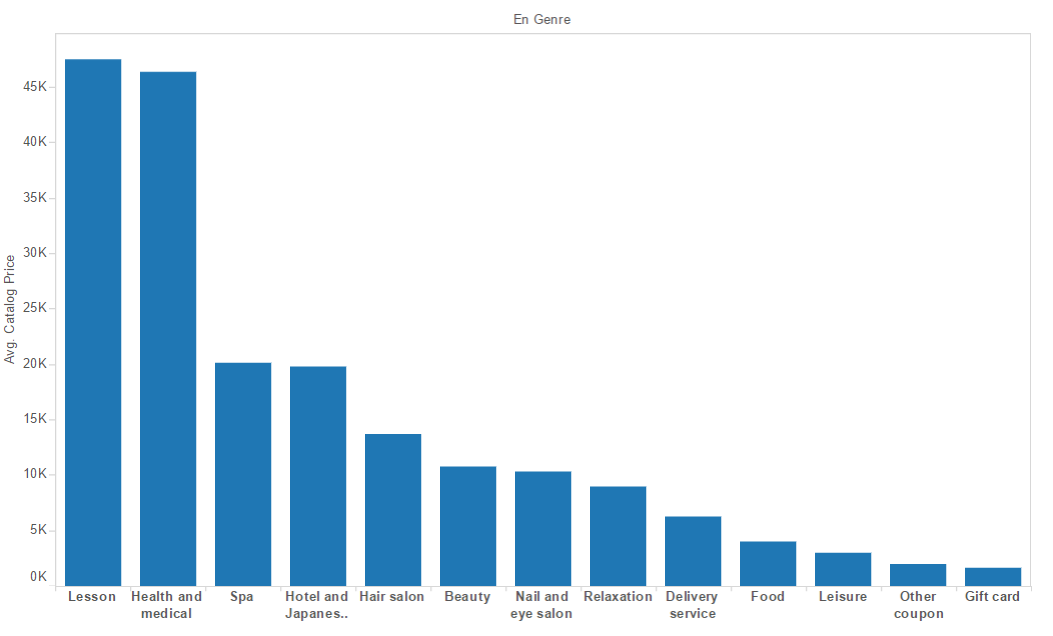 En Genre
Avg. Catalog Price
45K
40K
35K
30K
25K
20K
15K
10K
5K
0K
Lesson
Health and
medical
Spa
Hotel and
Japanes..
Hair salon
Beauty
Nail and
eye salon
Relaxation
Delivery
service
Food
Leisure
Other
coupon
Gift card